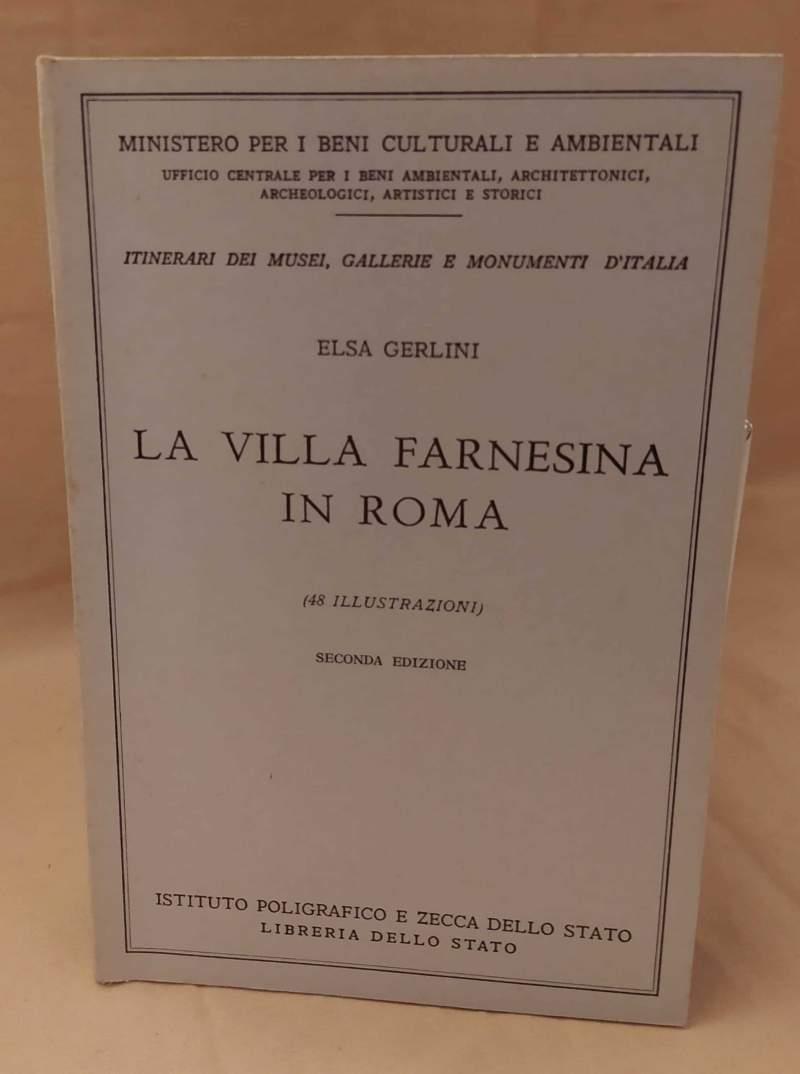 MINISTERO PER I BENI CULTURALI E AMBIENTALI
UFFICIO CENTRALE PER I BENI AMBIENTALI, ARCHITETTONICI,
ARCHEOLOGICI, ARTISTICI E STORICI
ITINERARI DEI MUSEI, GALLERIE E MONUMENTI D'ITALIA
ELSA GERLINI
LA VILLA FARNESINA
IN ROMA
(48 ILLUSTRAZIONI)
SECONDA EDIZIONE
ISTITUTO POLIGRAFICO E ZECCA DELLO STATO
LIBRERIA DELLO STATO